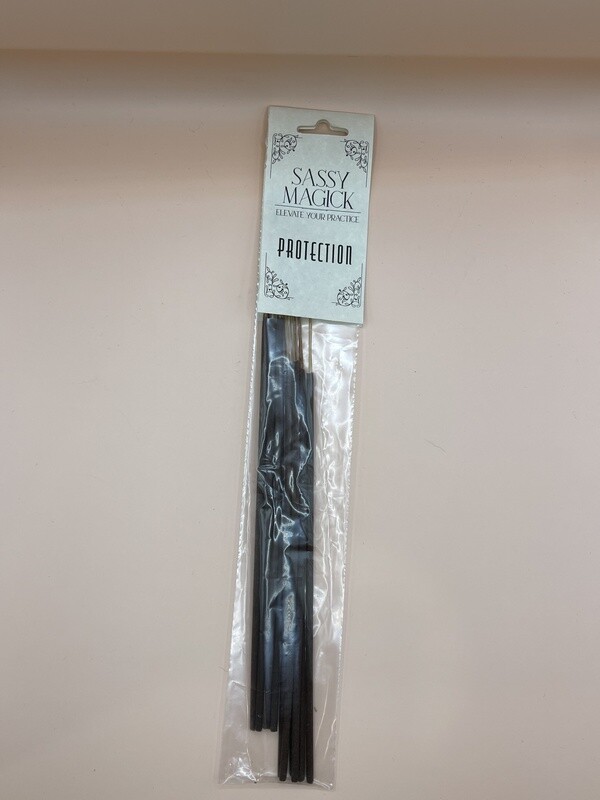 SASSY
MAGICK
ELEVATE YOUR PRACTICE
PROTECTION